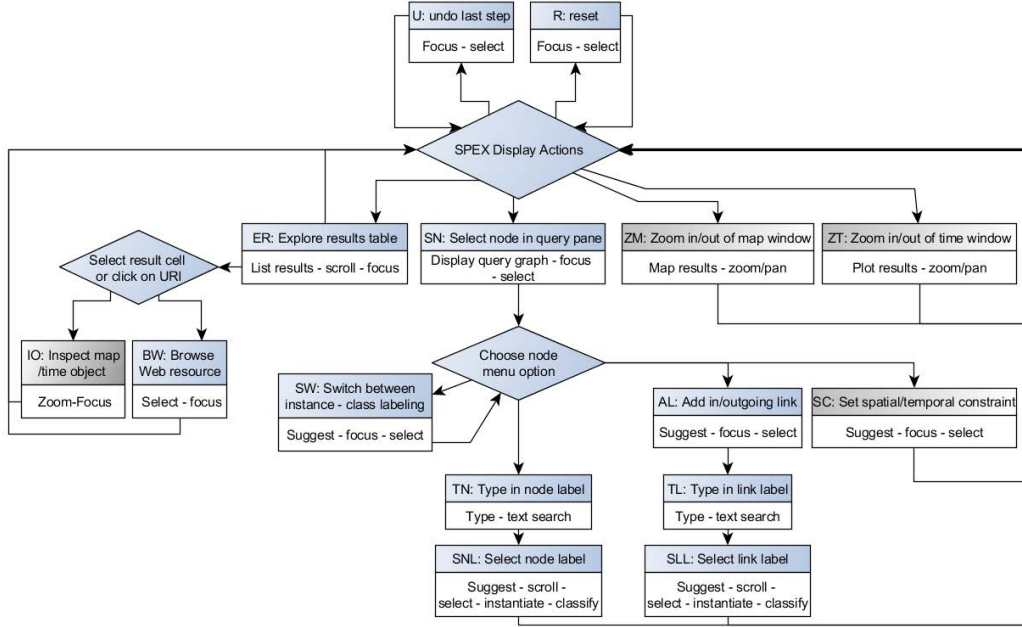 U: undo last step
Focus - select
R: reset
Focus - select
SPEX Display Actions
ER: Explore results table
List results - scroll - focus
SN: Select node in query pane
Display query graph - focus
- select
ZM: Zoom in/out of map window
Map results - zoom/pan
ZT: Zoom in/out of time window
Plot results - zoom/pan
Select result cell
or click on URI
IO: Inspect map
/time object
Zoom-Focus
BW: Browse
Web resource
Select - focus
Choose node
menu option
SW: Switch between
instance - class labeling
Suggest - focus - select
AL: Add in/outgoing link
Suggest - focus - select
SC: Set spatial/temporal constraint
Suggest - focus - select
TN: Type in node label
Type - text search
TL: Type in link label
Type - text search
SNL: Select node label
Suggest - scroll -
select - instantiate - classify
SLL: Select link label
Suggest - scroll -
select - instantiate - classify